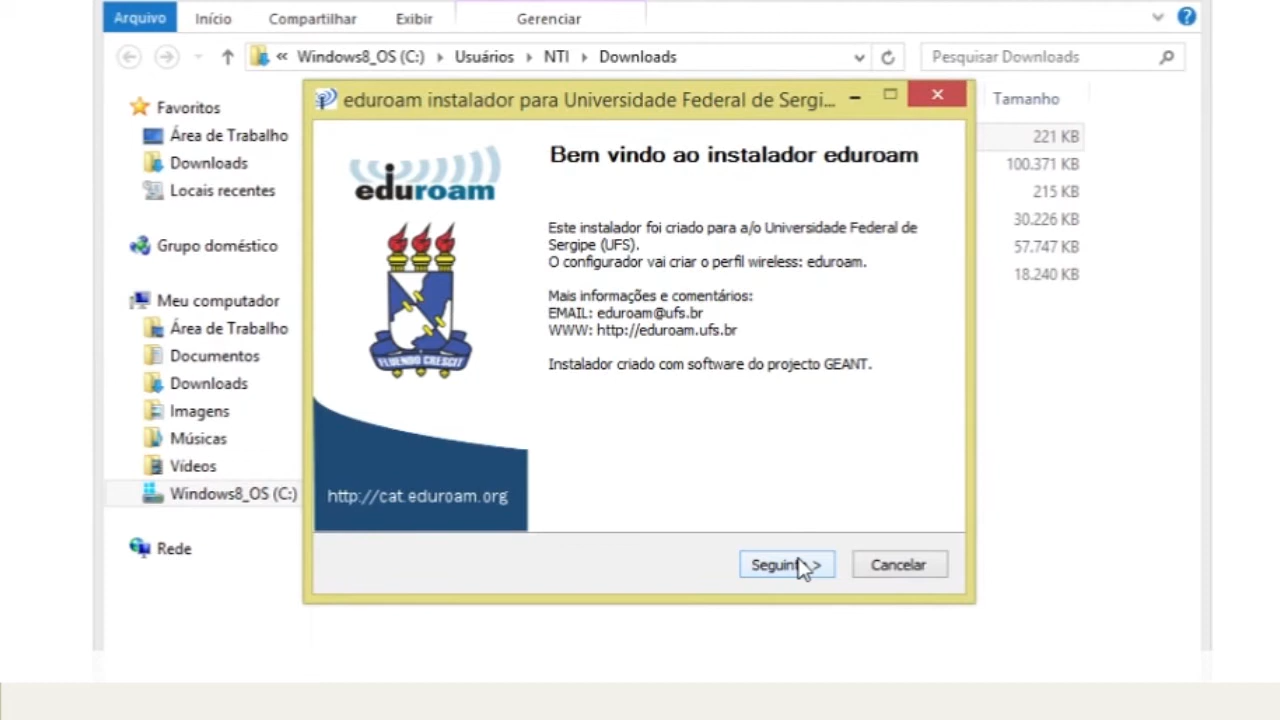 Arquivo Início Compartilhar Exibir Gerenciar
« Windows8_OS (C:) Usuários NTI Downloads Pesquisar Downloads
eduroam instalador para Universidade Federal de Sergi...
Tamanho
Favoritos
Área de Trabalho
Downloads
Locais recentes
Grupo doméstico
Meu computador
Área de Trabalho
Documentos
Downloads
Imagens
Músicas
Vídeos
Windows8_OS (C:)
Rede
eduroam
FLUENDO CRESCIT
http://cat.eduroam.org
Bem vindo ao instalador eduroam
Este instalador foi criado para a/o Universidade Federal de
Sergipe (UFS).
O configurador vai criar o perfil wireless: eduroam.
Mais informações e comentários:
EMAIL: eduroam@ufs.br
WWW: http://eduroam.ufs.br
Instalador criado com software do projecto GEANT.
Cancelar
221 KB
100.371 KB
215 KB
30.226 KB
57.747 KB
18.240 KB